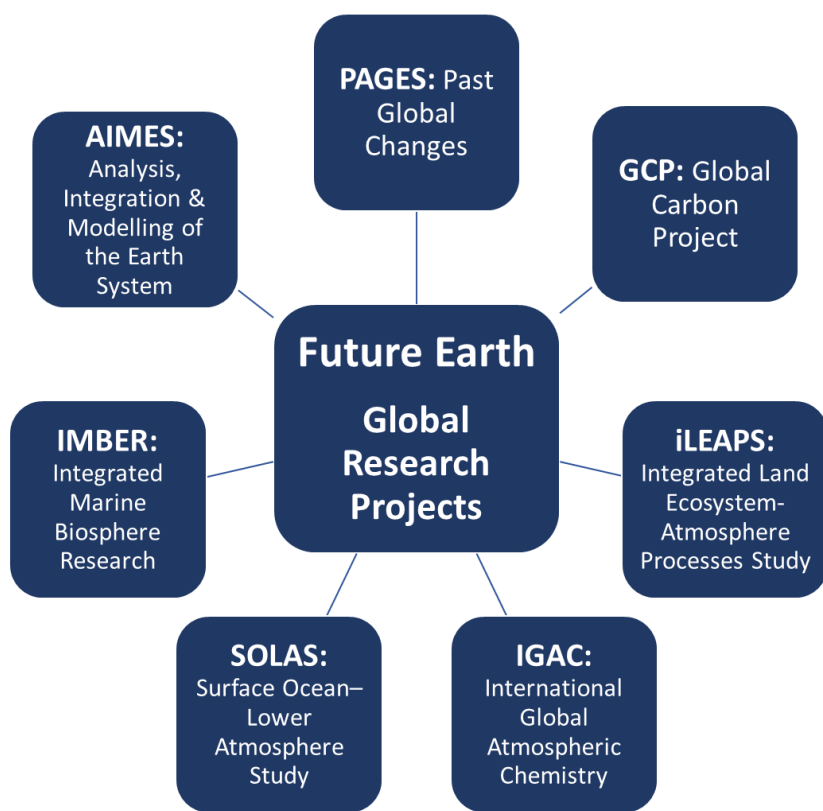 PAGES: Past
Global
Changes
AIMES:
Analysis,
Integration &
Modelling of
the Earth
System
GCP: Global
Carbon
Project
Future Earth
Global
Research
Projects
IMBER:
Integrated
Marine
Biosphere
Research
iLEAPS:
Integrated Land
Ecosystem-
Atmosphere
Processes Study
SOLAS:
Surface Ocean–
Lower
Atmosphere
Study
IGAC:
International
Global
Atmospheric
Chemistry